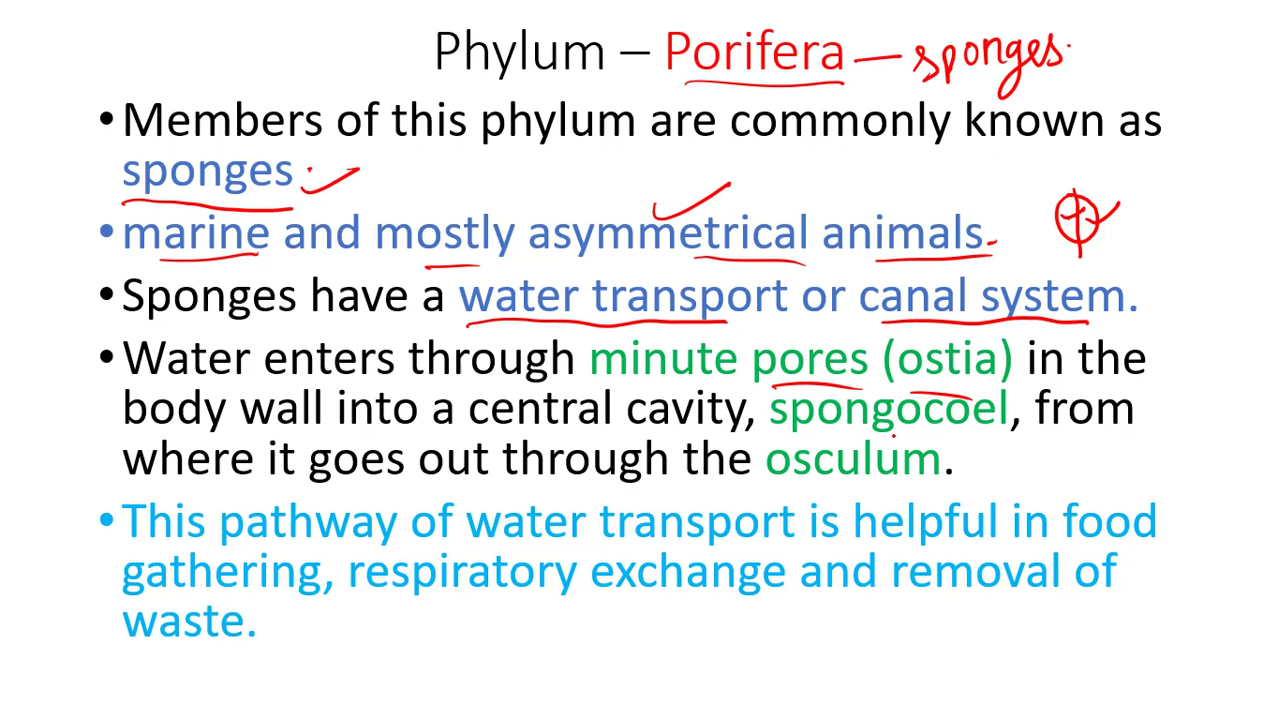 Phylum – Porifera — sponges.
• Members of this phylum are commonly known as
sponges.
• marine and mostly asymmetrical animals.
• Sponges have a water transport or canal system.
• Water enters through minute pores (ostia) in the
body wall into a central cavity, spongocoel, from
where it goes out through the osculum.
• This pathway of water transport is helpful in food
gathering, respiratory exchange and removal of
waste.